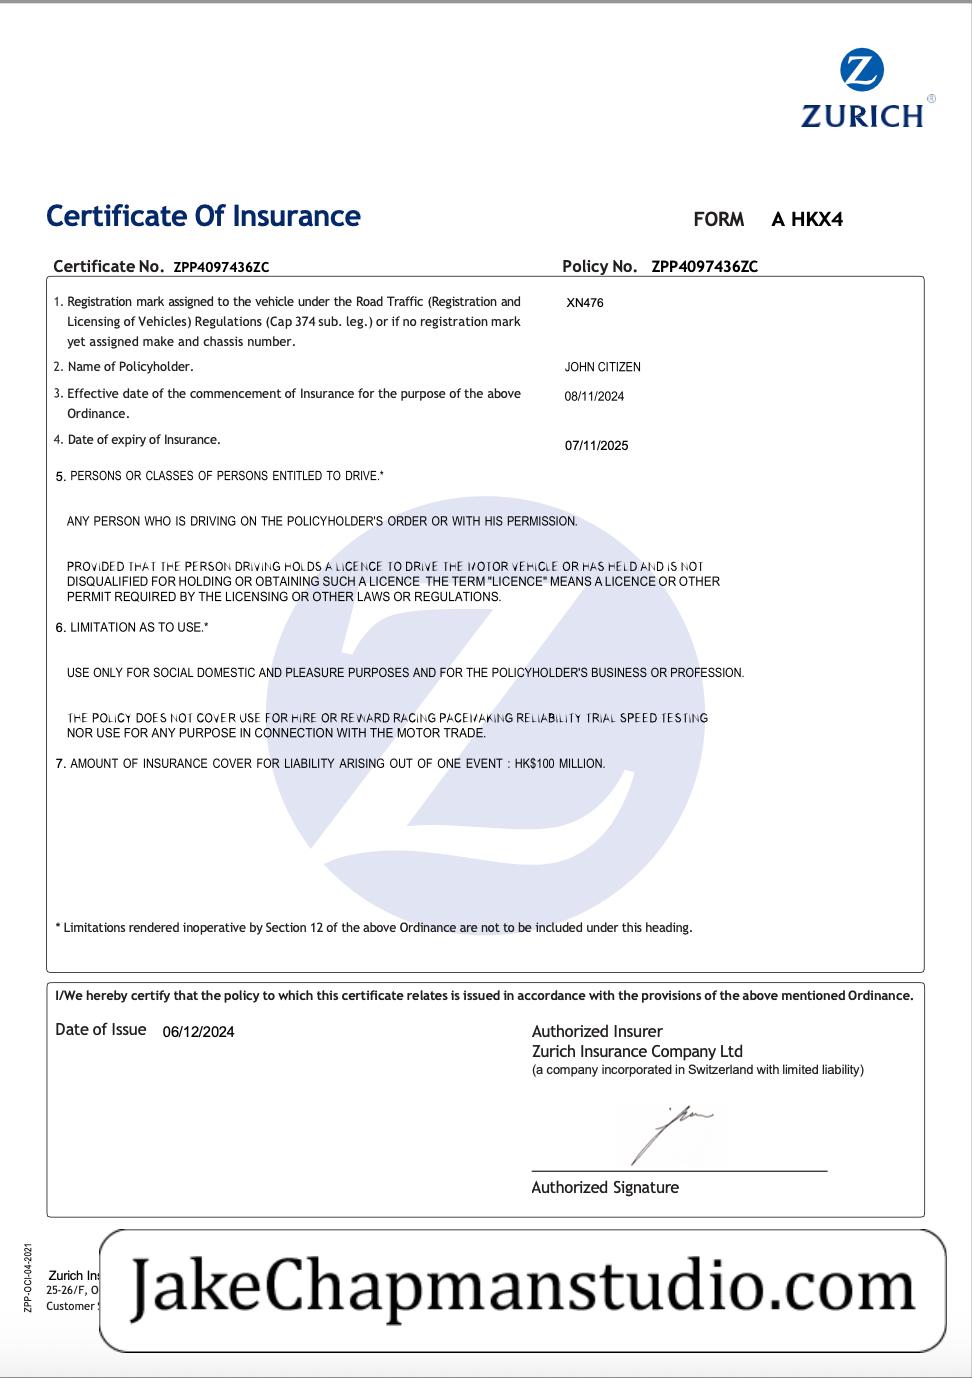 Z
ZURICH®
Certificate Of Insurance FORM A HKX4
Certificate No. ZPP4097436ZC Policy No. ZPP4097436ZC
1. Registration mark assigned to the vehicle under the Road Traffic (Registration and XN476
Licensing of Vehicles) Regulations (Cap 374 sub. leg.) or if no registration mark
yet assigned make and chassis number.
2. Name of Policyholder. JOHN CITIZEN
3. Effective date of the commencement of Insurance for the purpose of the above 08/11/2024
Ordinance.
4. Date of expiry of Insurance. 07/11/2025
5. PERSONS OR CLASSES OF PERSONS ENTITLED TO DRIVE.*
ANY PERSON WHO IS DRIVING ON THE POLICYHOLDER'S ORDER OR WITH HIS PERMISSION.
PROVIDED THAT THE PERSON DRIVING HOLDS A LICENCE TO DRIVE THE MOTOR VEHICLE OR HAS HELD AND IS NOT
DISQUALIFIED FOR HOLDING OR OBTAINING SUCH A LICENCE THE TERM "LICENCE" MEANS A LICENCE OR OTHER
PERMIT REQUIRED BY THE LICENSING OR OTHER LAWS OR REGULATIONS.
6. LIMITATION AS TO USE.*
USE ONLY FOR SOCIAL DOMESTIC AND PLEASURE PURPOSES AND FOR THE POLICYHOLDER'S BUSINESS OR PROFESSION.
THE POLICY DOES NOT COVER USE FOR HIRE OR REWARD RACING PACEMAKING RELIABILITY TRIAL SPEED TESTING
NOR USE FOR ANY PURPOSE IN CONNECTION WITH THE MOTOR TRADE.
7. AMOUNT OF INSURANCE COVER FOR LIABILITY ARISING OUT OF ONE EVENT : HK$100 MILLION.
* Limitations rendered inoperative by Section 12 of the above Ordinance are not to be included under this heading.
I/We hereby certify that the policy to which this certificate relates is issued in accordance with the provisions of the above mentioned Ordinance.
Date of Issue 06/12/2024
Authorized Insurer
Zurich Insurance Company Ltd
(a company incorporated in Switzerland with limited liability)
Authorized Signature
ZPP-OCI-04-2021
Zurich Ins
25-26/F, O
Customer S
JakeChapmanstudio.com